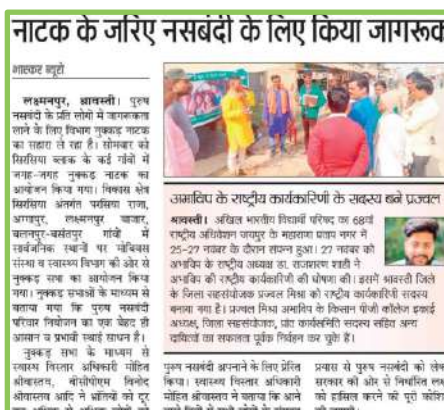 नाटक के जरिए नसबंदी के लिए किया जागरूक
भास्कर ब्यूरो
लक्ष्मनपुर, श्रावस्ती। पुरुष
नसबंदी के प्रति लोगों में जागरूकता
लाने के लिए विभाग नुक्कड़ नाटक
का सहारा ले रहा है। सोमवार को
सिरसिया ब्लाक के कई गांवों में
जगह-जगह नुक्कड़ नाटक का
आयोजन किया गया। विकास क्षेत्र
सिरसिया अंतर्गत परसिया राजा,
अगापुर, लक्ष्मनपुर बाजार,
बलनपुर-बसंतपुर गांवों में
सार्वजनिक स्थानों पर मोबियस
संस्था व स्वास्थ्य विभाग की ओर से
नुक्कड़ सभा का आयोजन किया
गया। नुक्कड़ सभाओं के माध्यम से
बताया गया कि पुरुष नसबंदी
परिवार नियोजन का एक बेहद ही
आसान व प्रभावी स्थाई साधन है।
नुक्कड़ सभा के माध्यम से
स्वास्थ्य विस्तार अधिकारी मोहित
श्रीवास्तव, बीसीपीएम विनोद
श्रीवास्तव आदि ने भ्रांतियों को दूर
अभाविप के राष्ट्रीय कार्यकारिणी के सदस्य बने प्रज्वल
श्रावस्ती। अखिल भारतीय विद्यार्थी परिषद का 68वां
राष्ट्रीय अधिवेशन जयपुर के महाराणा प्रताप नगर में
25-27 नवंबर के दौरान संपन्न हुआ। 27 नवंबर को
अभाविप के राष्ट्रीय अध्यक्ष डा. राजशरण शाही ने
अभाविप की राष्ट्रीय कार्यकारिणी की घोषणा की। इसमें श्रावस्ती जिले
के जिला सहसंयोजक प्रज्वल मिश्रा को राष्ट्रीय कार्यकारिणी सदस्य
बनाया गया है। प्रज्वल मिश्रा अभाविप के किसान पीजी कॉलेज इकाई
अध्यक्ष, जिला सहसंयोजक, प्रांत कार्यसमिति सदस्य सहित अन्य
दायित्वों का सफलता पूर्वक निर्वहन कर चुके हैं।
पुरुष नसबंदी अपनाने के लिए प्रेरित
किया। स्वास्थ्य विस्तार अधिकारी
मोहित श्रीवास्तव ने बताया कि आने
प्रयास से पुरुष नसबंदी को लेक
सरकार की ओर से निर्धारित लक्ष
को हासिल करने की पूरी कोशि